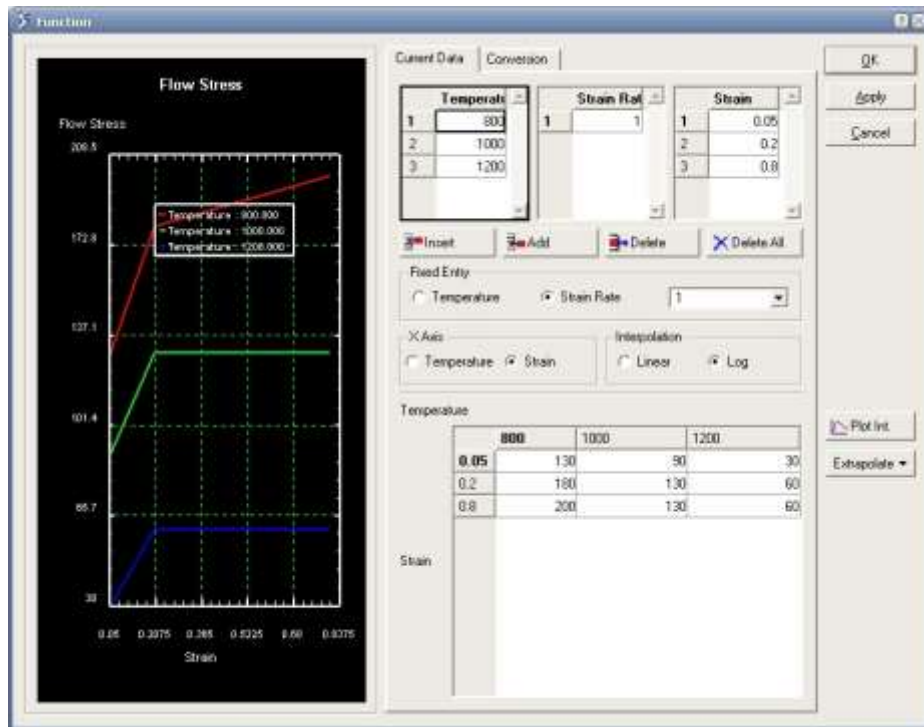 Function
Flow Stress
Flow Stress
208.5
Temperature : 800.000
Temperature : 1000.000
Temperature : 1200.000
172.8
137.1
101.4
65.7
30
0.05 0.2075 0.365 0.5225 0.68 0.8375
Strain
Current Data Conversion
Temperati Strain Rat Strain
1 800 1 1 1 0.05
2 1000 2 0.2
3 1200 3 0.8
Insert Add Delete Delete All
Fixed Entry
Temperature Strain Rate 1
X Axis Interpolation
Temperature Strain Linear Log
Temperature
800 1000 1200
0.05 130 90 30
0.2 180 130 60
0.8 200 130 60
Strain
OK
Apply
Cancel
Plot Init.
Extrapolate